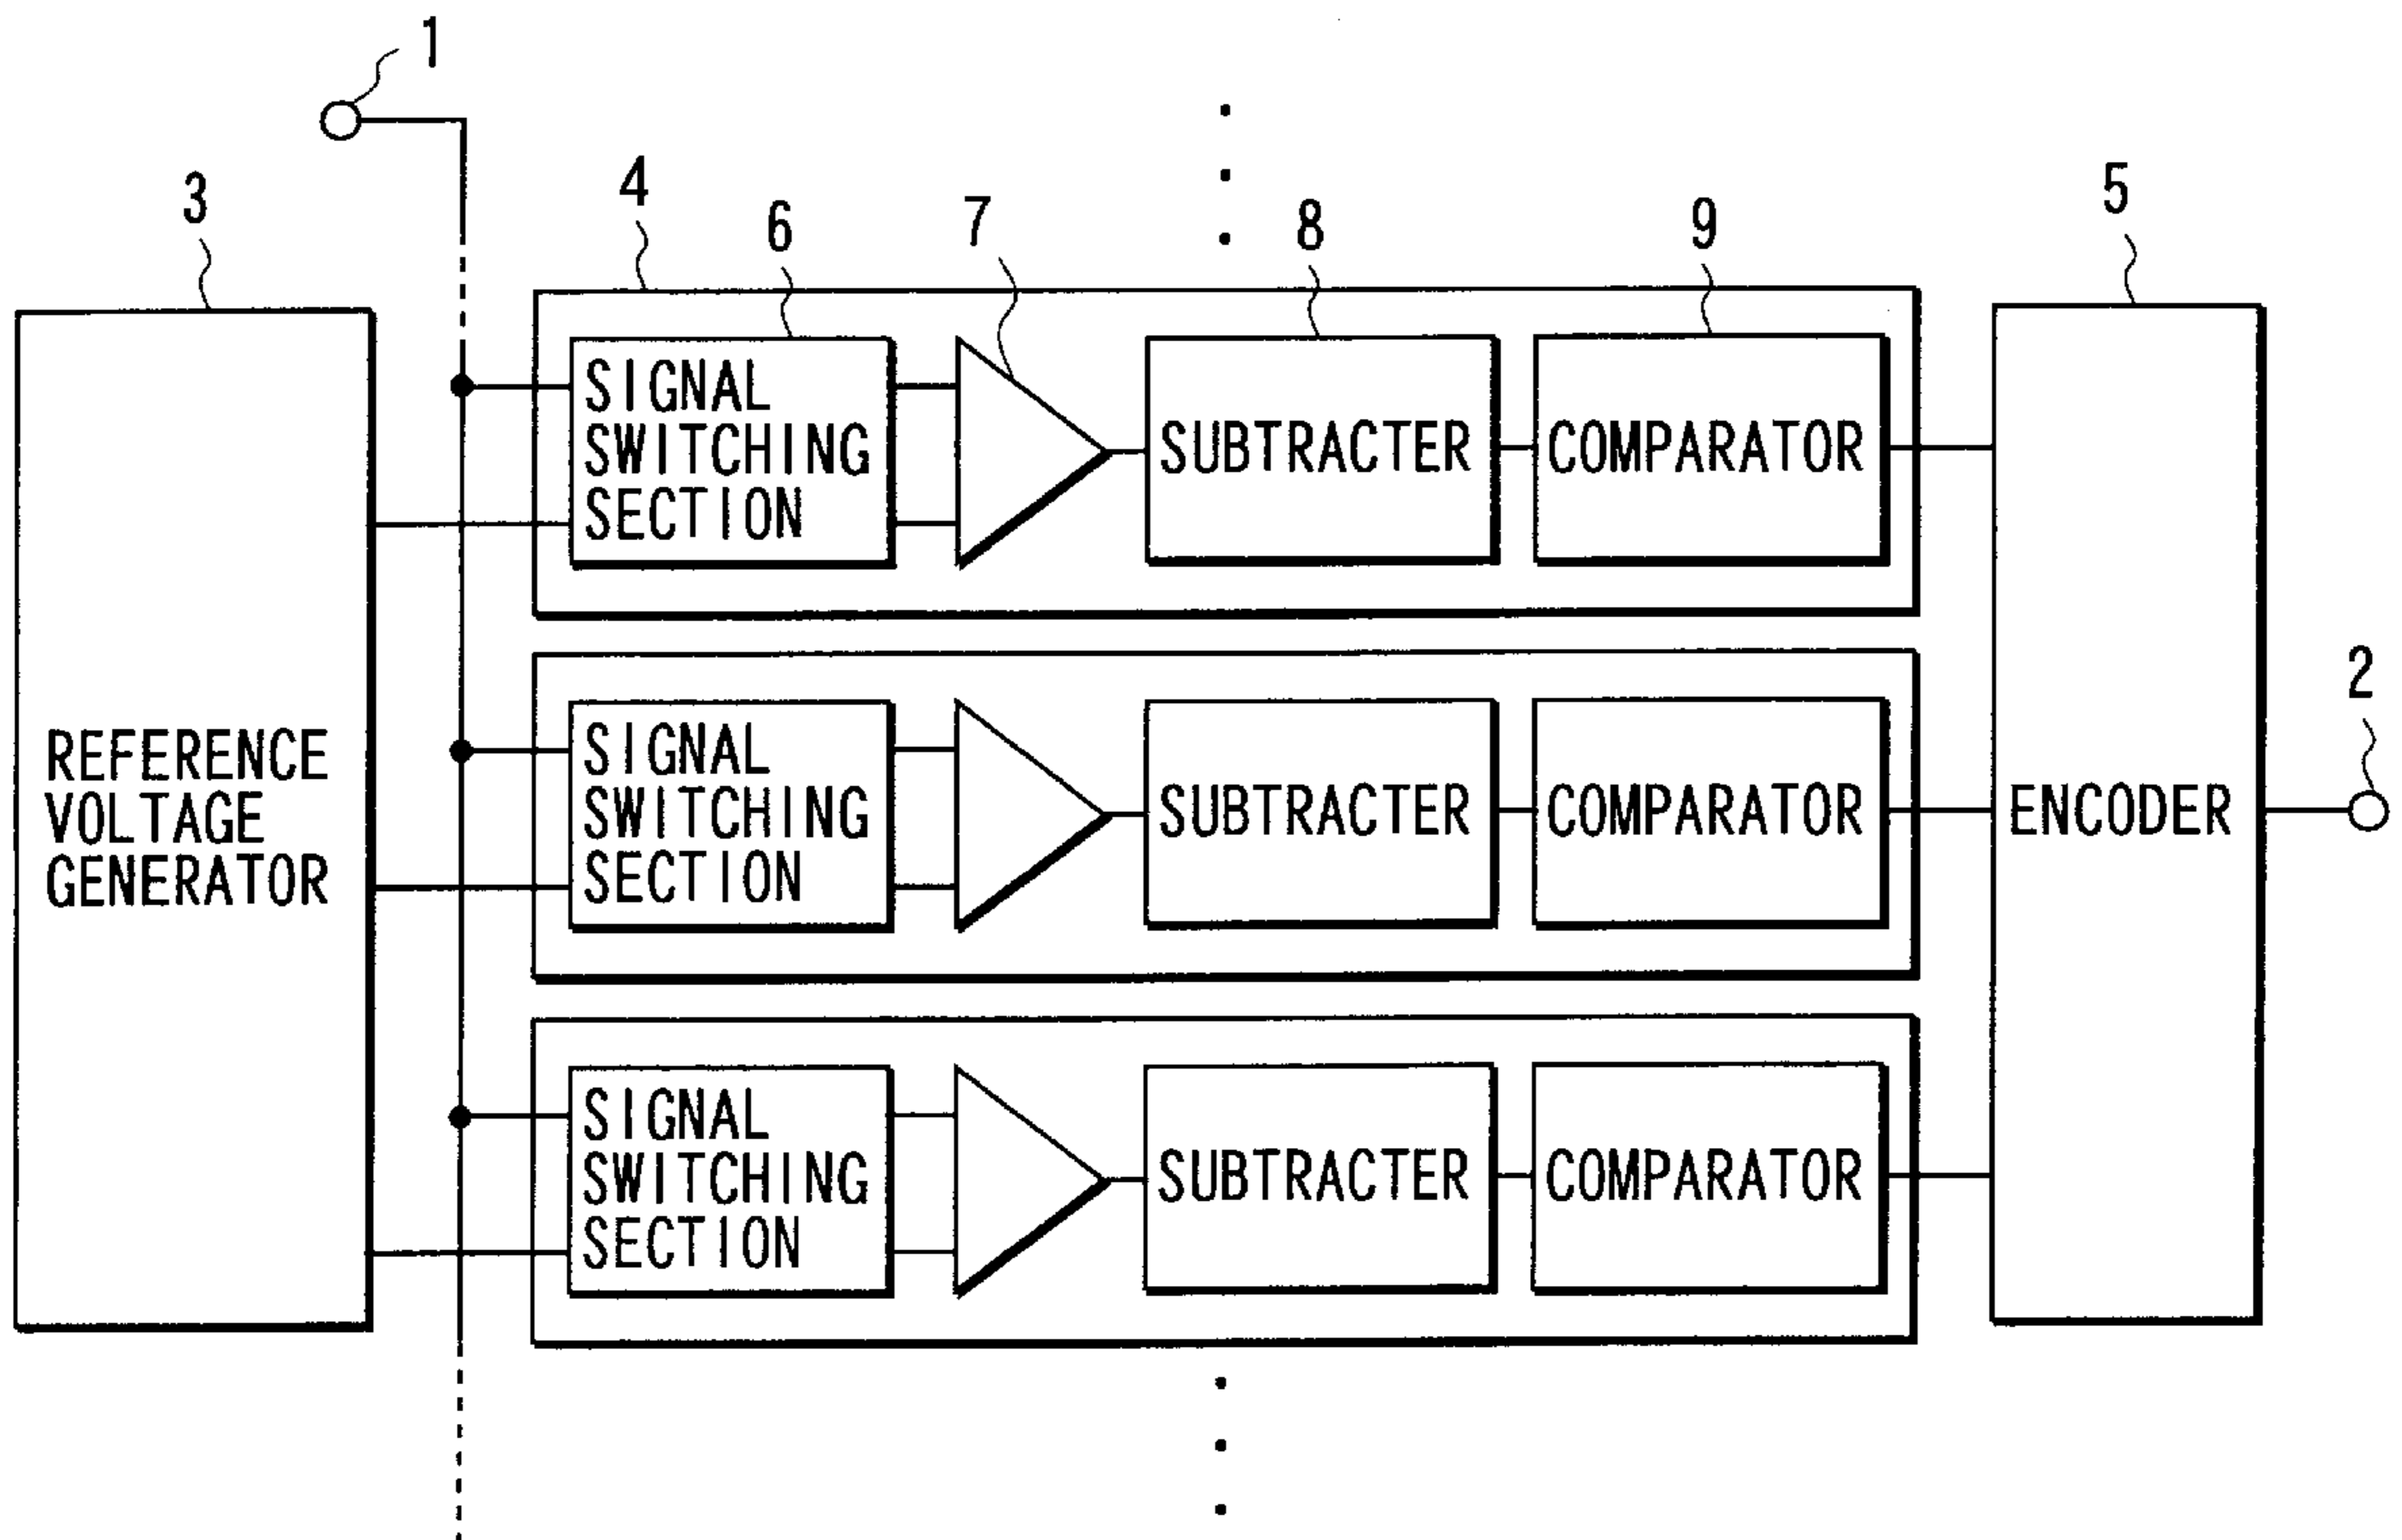 1
3
4
6
7
8
9
5
SIGNAL
SWITCHING
SECTION
SUBTRACTER
COMPARATOR
2
REFERENCE
VOLTAGE
GENERATOR
SIGNAL
SWITCHING
SECTION
SUBTRACTER
COMPARATOR
ENCODER
SIGNAL
SWITCHING
SECTION
SUBTRACTER
COMPARATOR